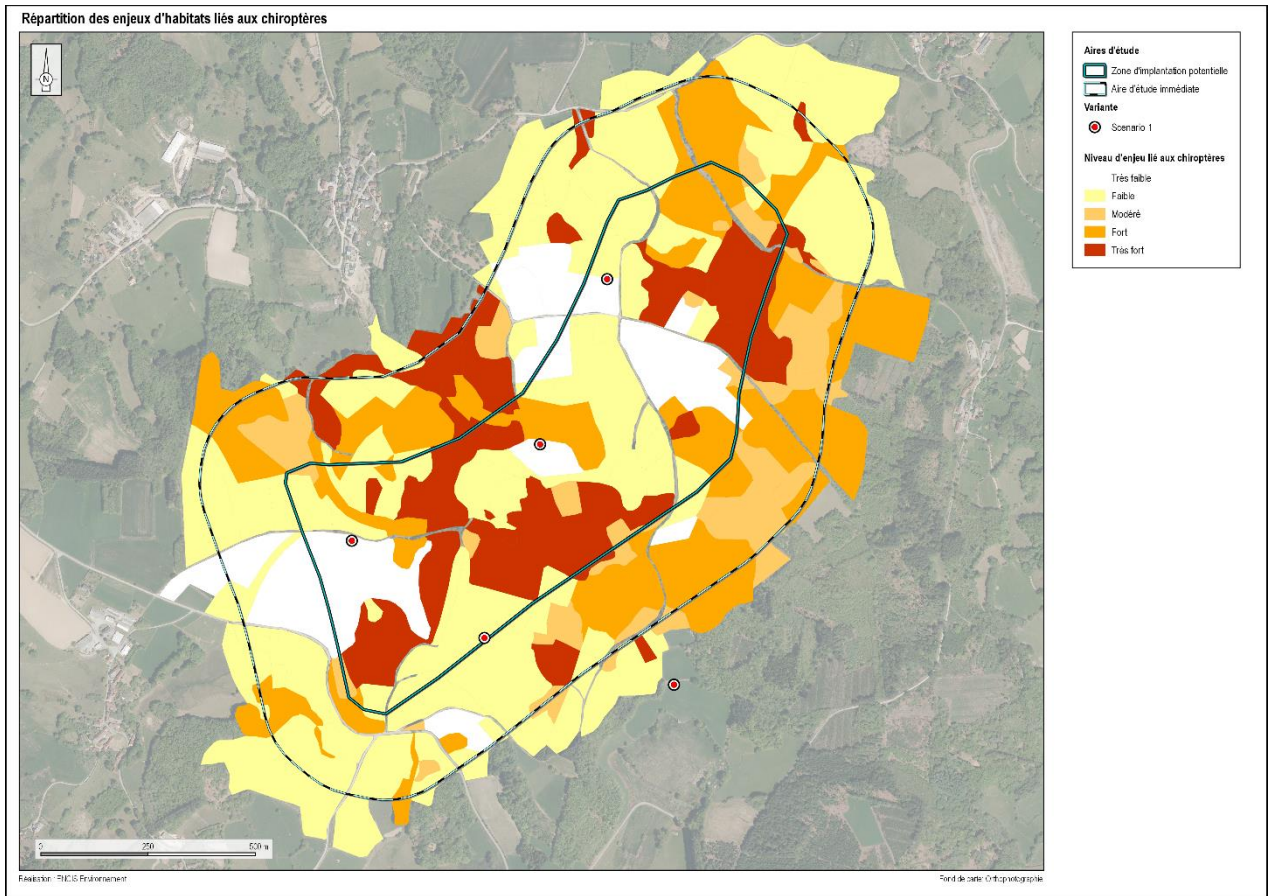 Répartition des enjeux d'habitats liés aux chiroptères
N
Aires d'étude
Zone d'implantation potentielle
Aire d'étude immédiate
Variante
Scenario 1
Niveau d'enjeu lié aux chiroptères
Très faible
Faible
Modéré
Fort
Très fort
0 250 500 m
Réalisation : ENCIS Environnement
Fond de carte: Orthophotographie